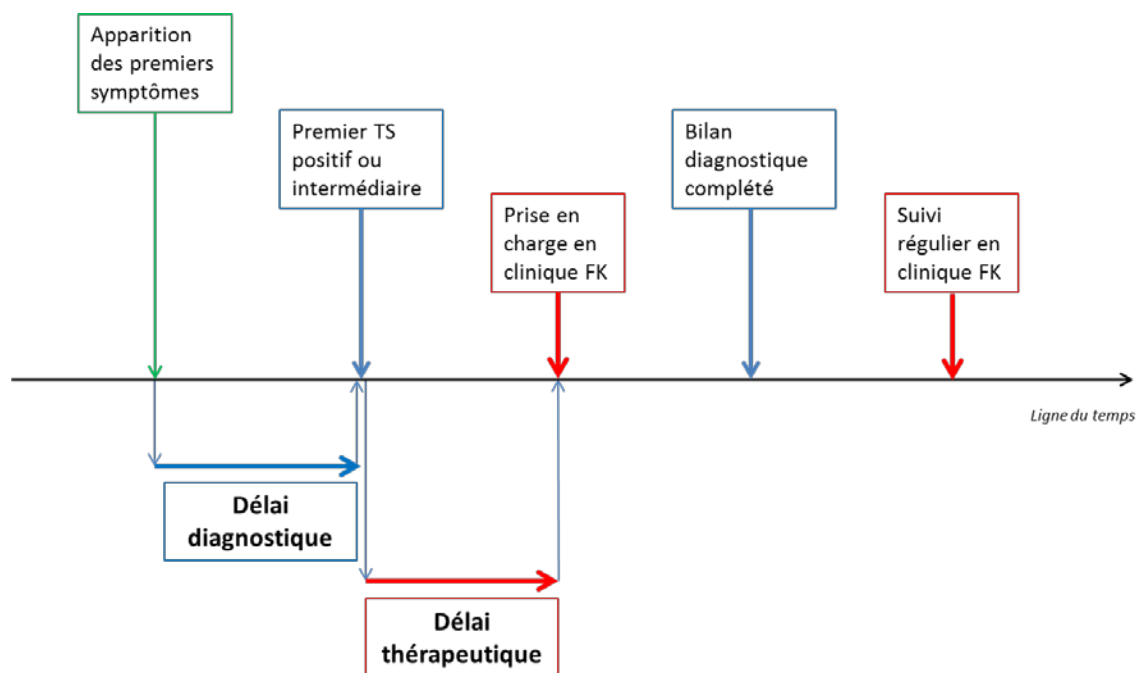 Apparition
des premiers
symptômes
Premier TS
positif ou
intermédiaire
Bilan
diagnostique
complété
Prise en
charge en
clinique FK
Suivi
régulier en
clinique FK
Ligne du temps
Délai
diagnostique
Délai
thérapeutique